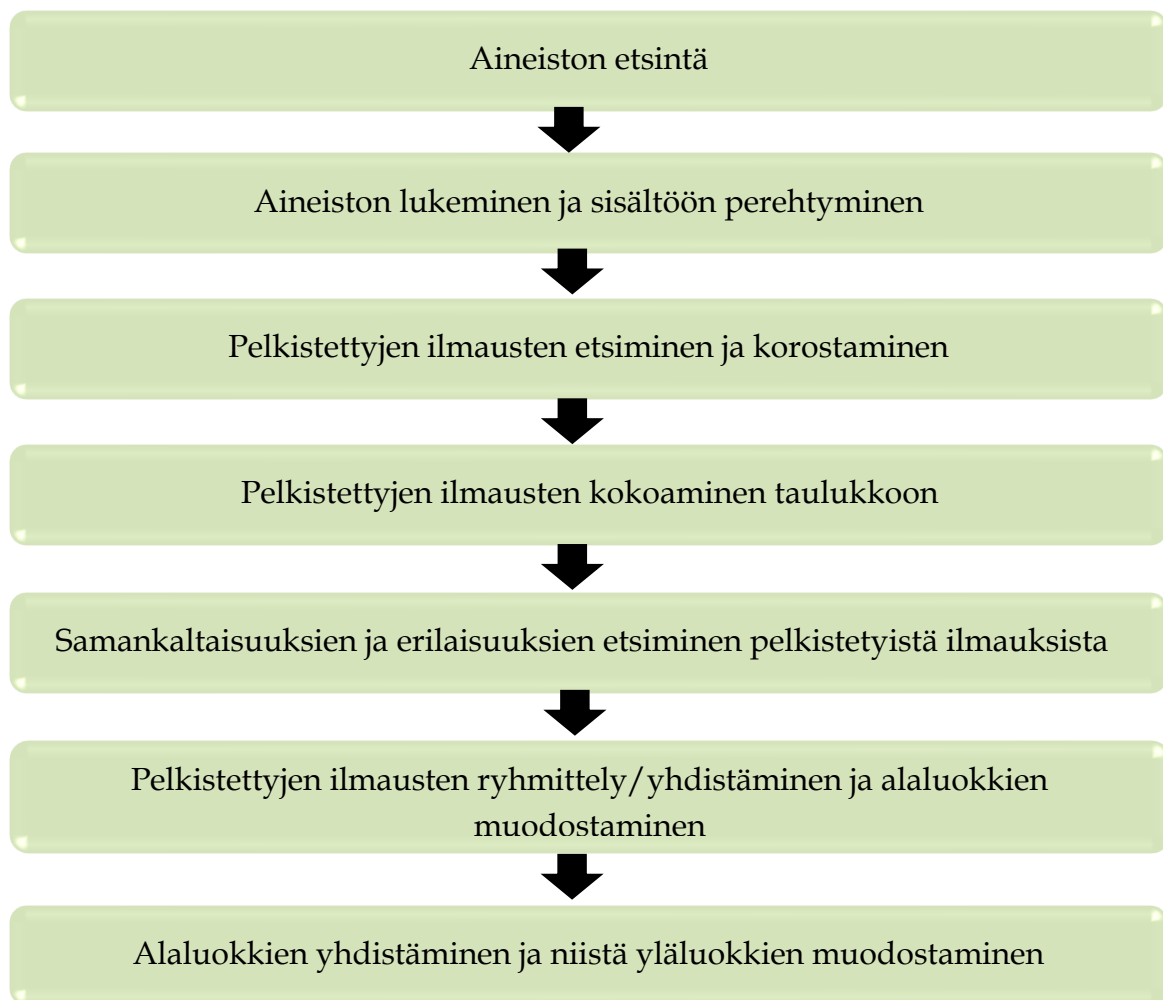 Aineiston etsintä
Aineiston lukeminen ja sisältöön perehtyminen
Pelkistettyjen ilmausten etsiminen ja korostaminen
Pelkistettyjen ilmausten kokoaminen taulukkoon
Samankaltaisuuksien ja erilaisuuksien etsiminen pelkistetyistä ilmauksista
Pelkistettyjen ilmausten ryhmittely/yhdistäminen ja alaluokkien
muodostaminen
Alaluokkien yhdistäminen ja niistä yläluokkien muodostaminen